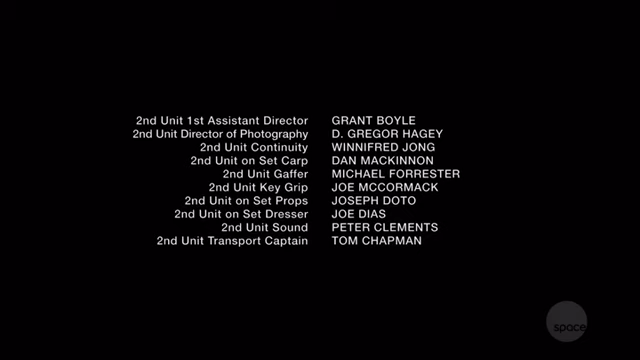 2nd Unit 1st Assistant Director GRANT BOYLE
2nd Unit Director of Photography D. GREGOR HAGEY
2nd Unit Continuity WINNIFRED JONG
2nd Unit on Set Carp DAN MACKINNON
2nd Unit Gaffer MICHAEL FORRESTER
2nd Unit Key Grip JOE MCCORMACK
2nd Unit on Set Props JOSEPH DOTO
2nd Unit on Set Dresser JOE DIAS
2nd Unit Sound PETER CLEMENTS
2nd Unit Transport Captain TOM CHAPMAN
space